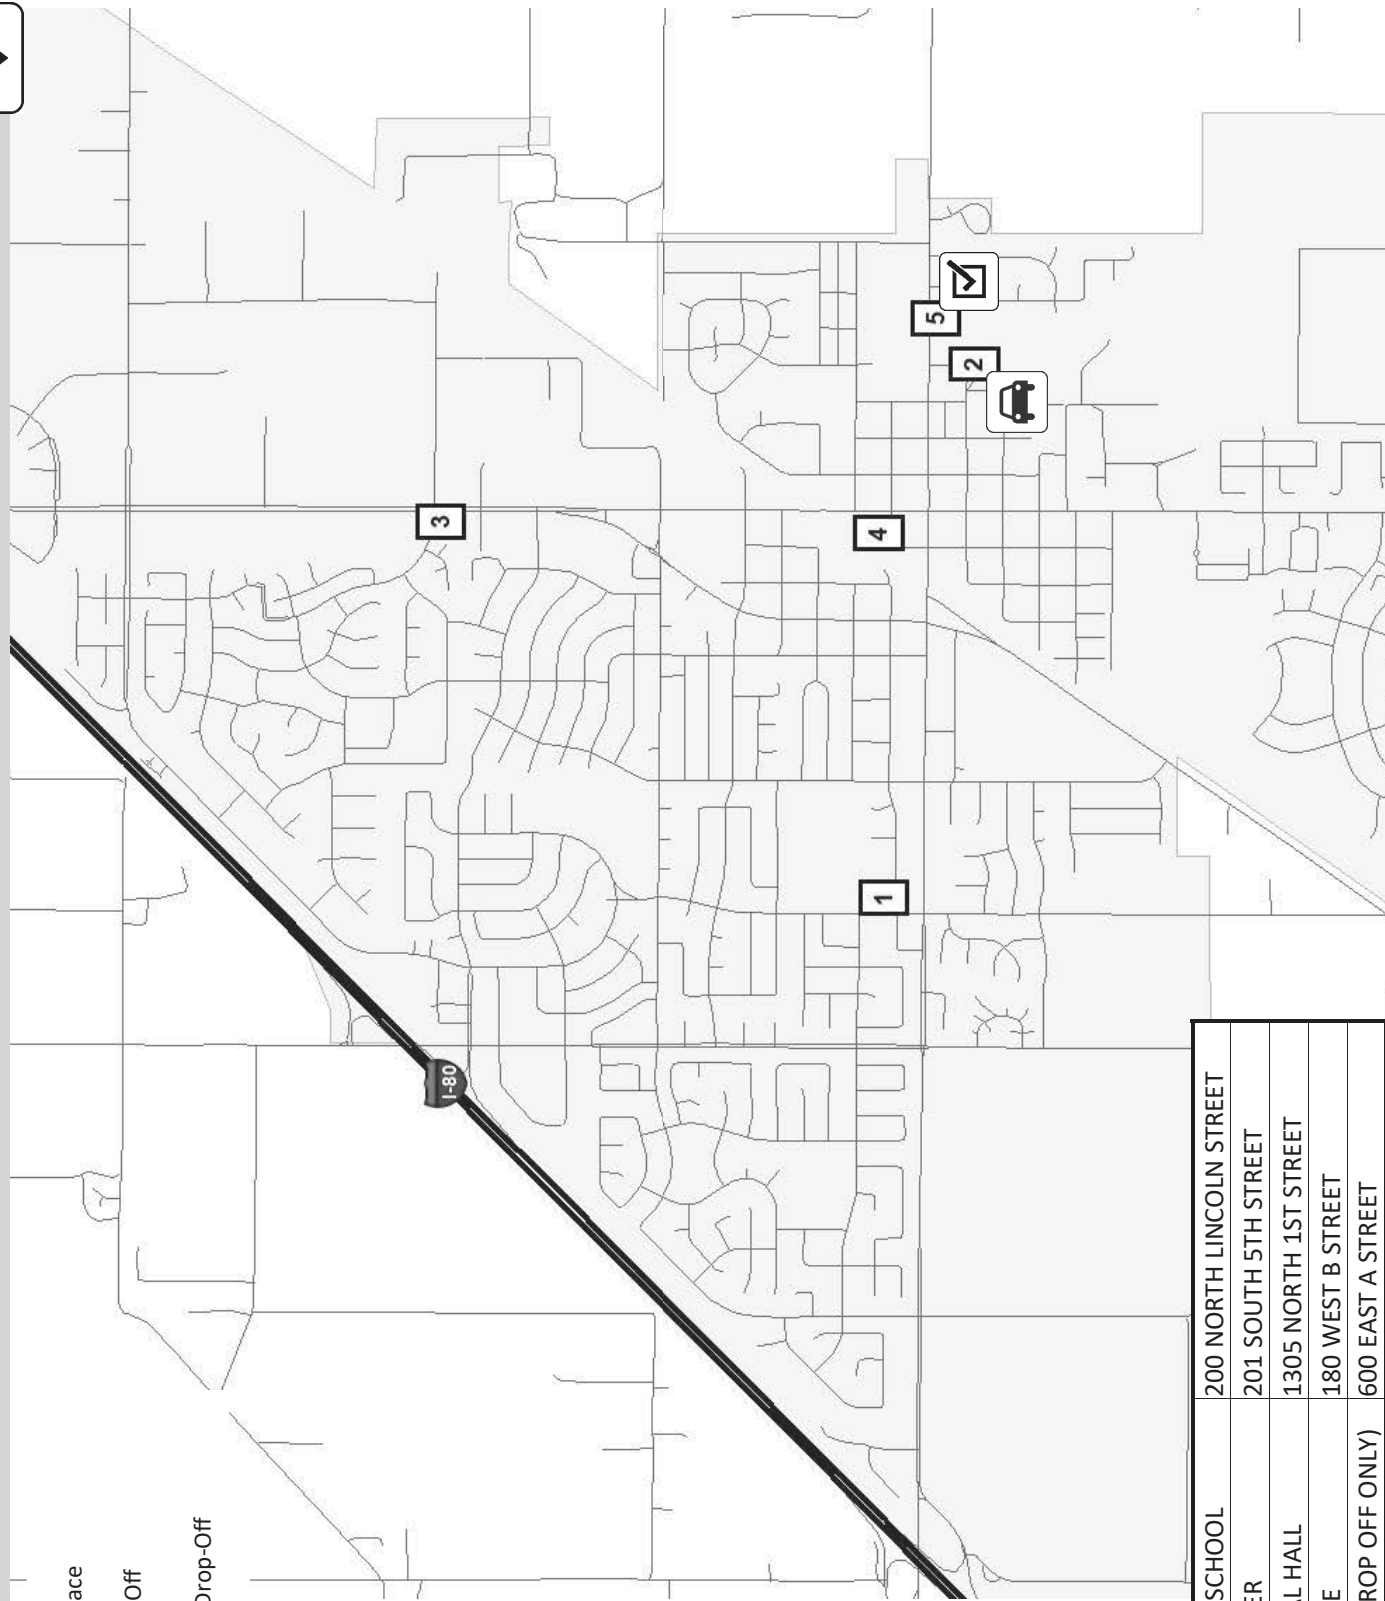 ace
Off
Drop-Off
I-80
1
2
3
4
5
SCHOOL 200 NORTH LINCOLN STREET
ER 201 SOUTH 5TH STREET
L HALL 1305 NORTH 1ST STREET
E 180 WEST B STREET
ROP OFF ONLY) 600 EAST A STREET